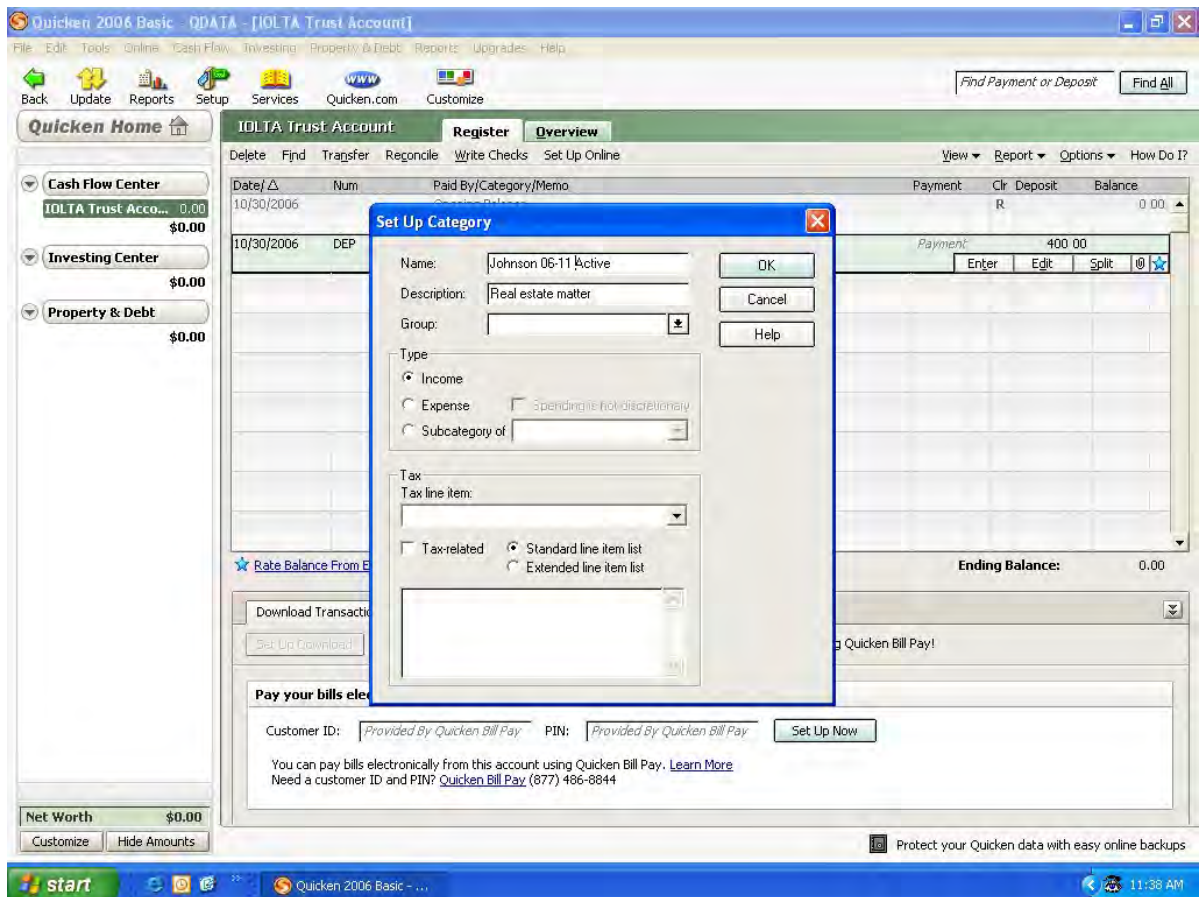 Quicken 2006 Basic - QDATA - [IOLTA Trust Account]
File Edit Tools Online Cash Flow Investing Property & Debt Reports Upgrades Help
Back Update Reports Setup Services Quicken.com Customize
Find Payment or Deposit Find All
Quicken Home
IOLTA Trust Account Register Overview
Delete Find Transfer Reconcile Write Checks Set Up Online View Report Options How Do I?
Cash Flow Center
IOLTA Trust Acco... 0.00
$0.00
Investing Center
$0.00
Property & Debt
$0.00
Date/ Num Paid By/Category/Memo Payment Clr Deposit Balance
10/30/2006 Opening Balance R 0 00
10/30/2006 DEP Payment 400 00
Enter Edit Split
Set Up Category
Name: Johnson 06-11 Active OK
Description: Real estate matter Cancel
Group: Help
Type
Income
Expense Spending is not discretionary
Subcategory of
Tax
Tax line item:
Tax-related Standard line item list
Extended line item list
Rate Balance From E Ending Balance: 0.00
Download Transactio
Set Up Download g Quicken Bill Pay!
Pay your bills elec
Customer ID: Provided By Quicken Bill Pay PIN: Provided By Quicken Bill Pay Set Up Now
You can pay bills electronically from this account using Quicken Bill Pay. Learn More
Need a customer ID and PIN? Quicken Bill Pay (877) 486-8844
Net Worth $0.00
Customize Hide Amounts
Protect your Quicken data with easy online backups
start Quicken 2006 Basic - ... 11:38 AM